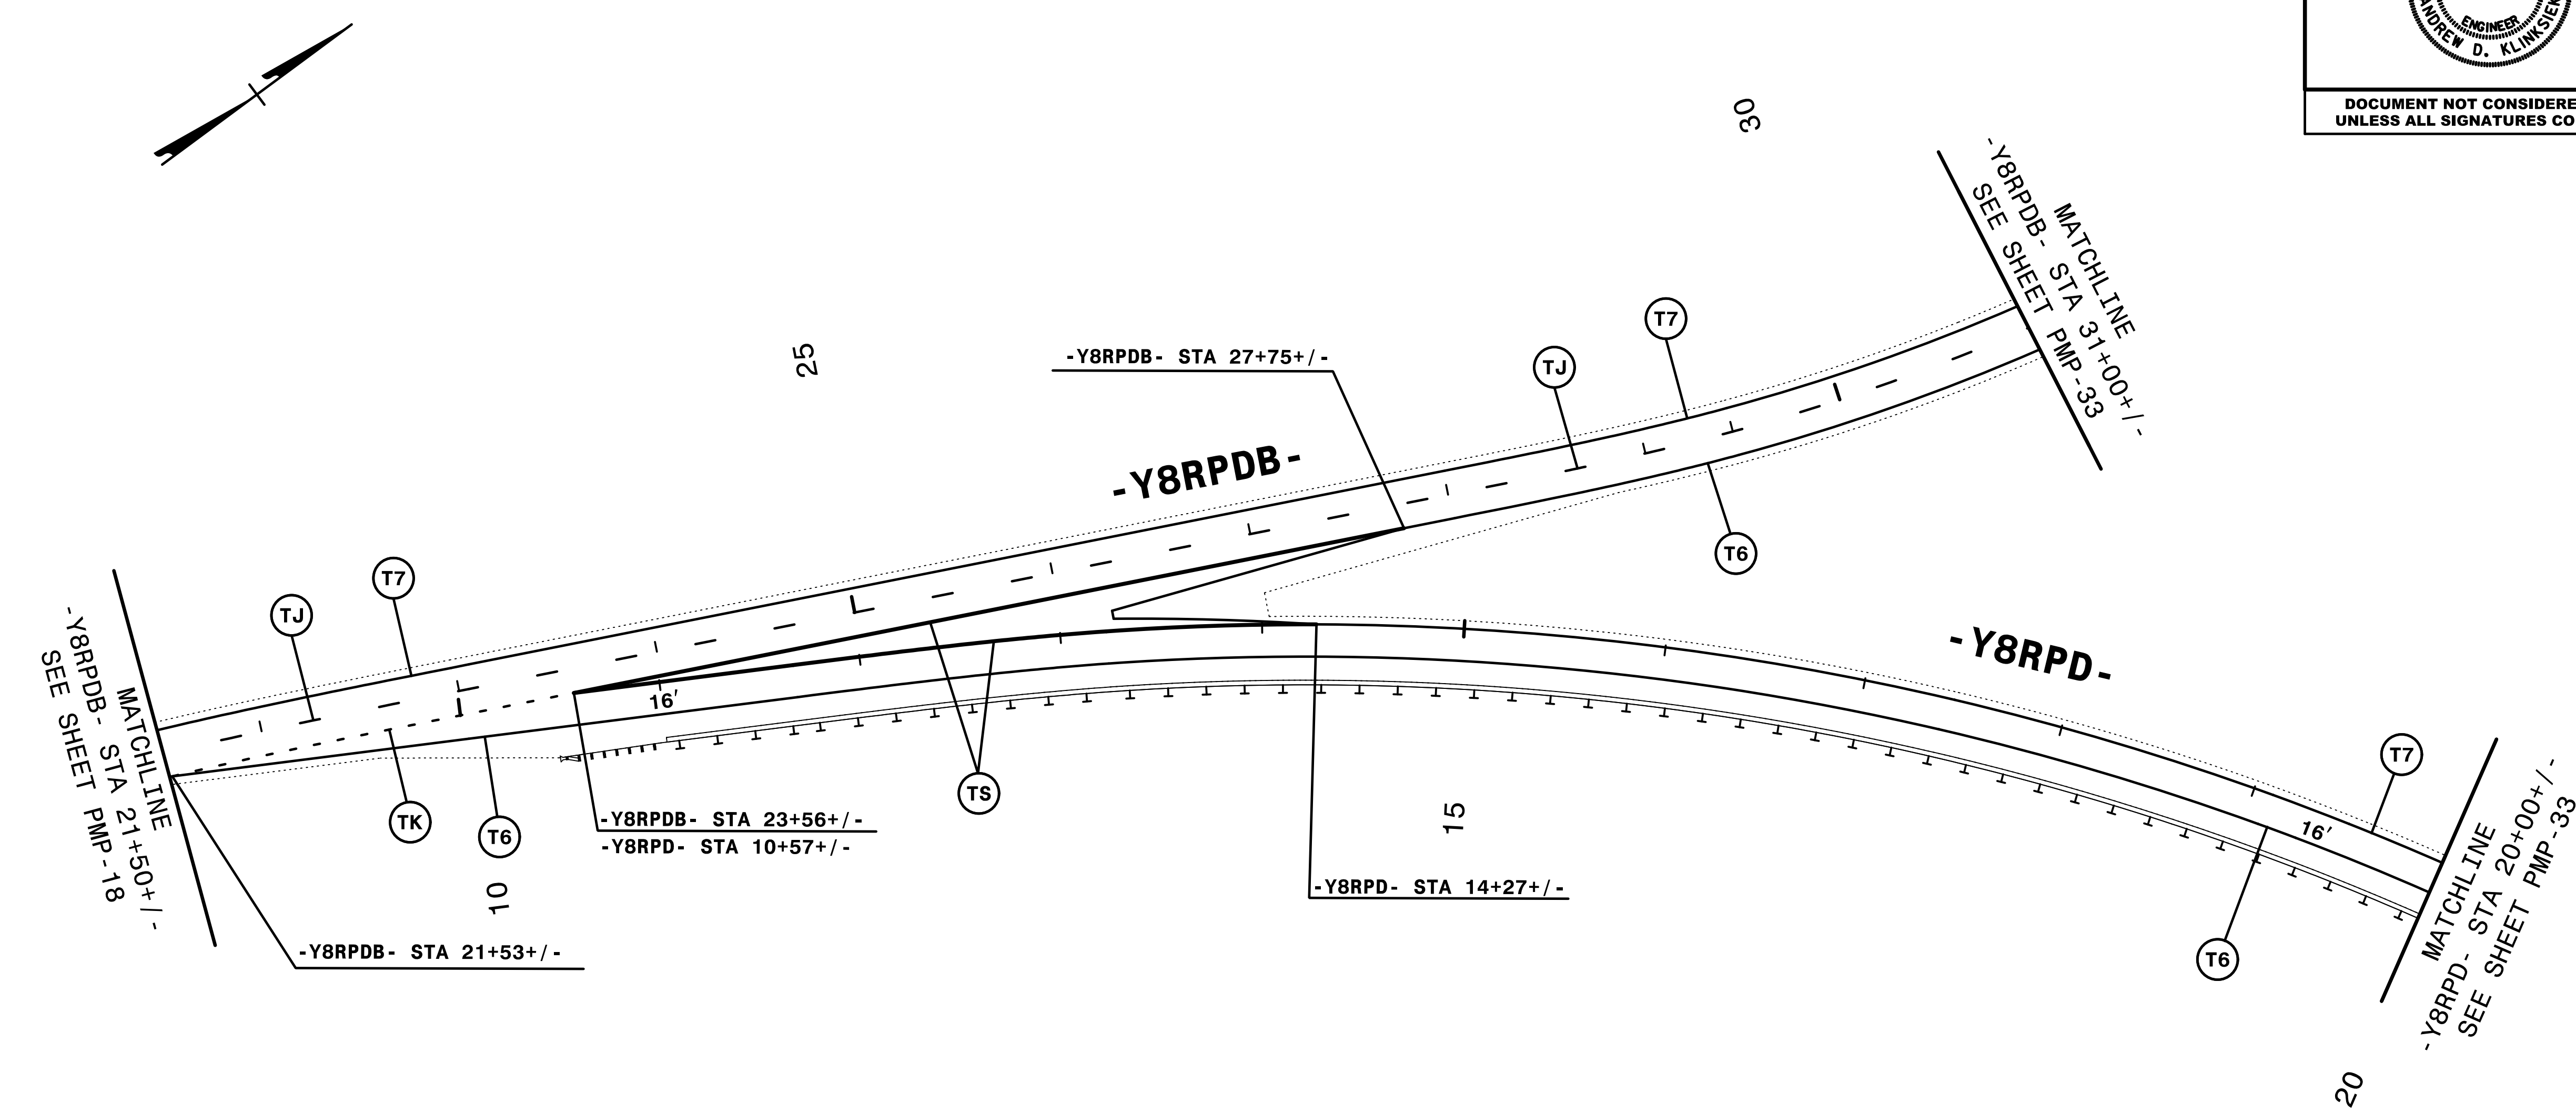 ENGINEER
ANDREW D. KLINKSIEK
DOCUMENT NOT CONSIDERE
UNLESS ALL SIGNATURES CO
30
MATCHLINE
-Y8RPDB- STA 31+00+/-
SEE SHEET PMP-33
25
-Y8RPDB- STA 27+75+/-
T7
TJ
-Y8RPDB-
T6
T7
TJ
MATCHLINE
-Y8RPDB- STA 21+50+/-
SEE SHEET PMP-18
16'
-Y8RPD-
TK
T6
TS
-Y8RPDB- STA 23+56+/-
-Y8RPD- STA 10+57+/-
10
15
-Y8RPD- STA 14+27+/-
-Y8RPDB- STA 21+53+/-
T7
16'
T6
MATCHLINE
-Y8RPD- STA 20+00+/-
SEE SHEET PMP-33
20